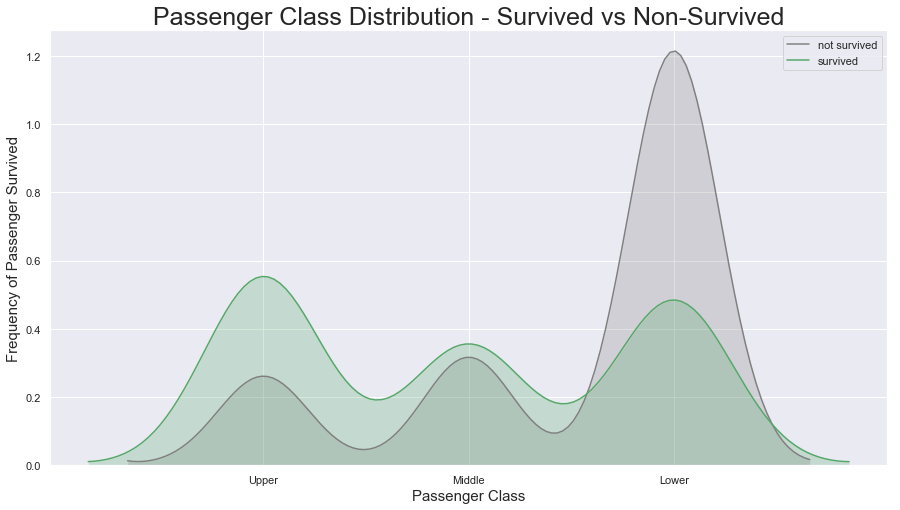 Passenger Class Distribution - Survived vs Non-Survived
not survived
survived
Frequency of Passenger Survived
1.2
1.0
0.8
0.6
0.4
0.2
0.0
Upper
Middle
Lower
Passenger Class